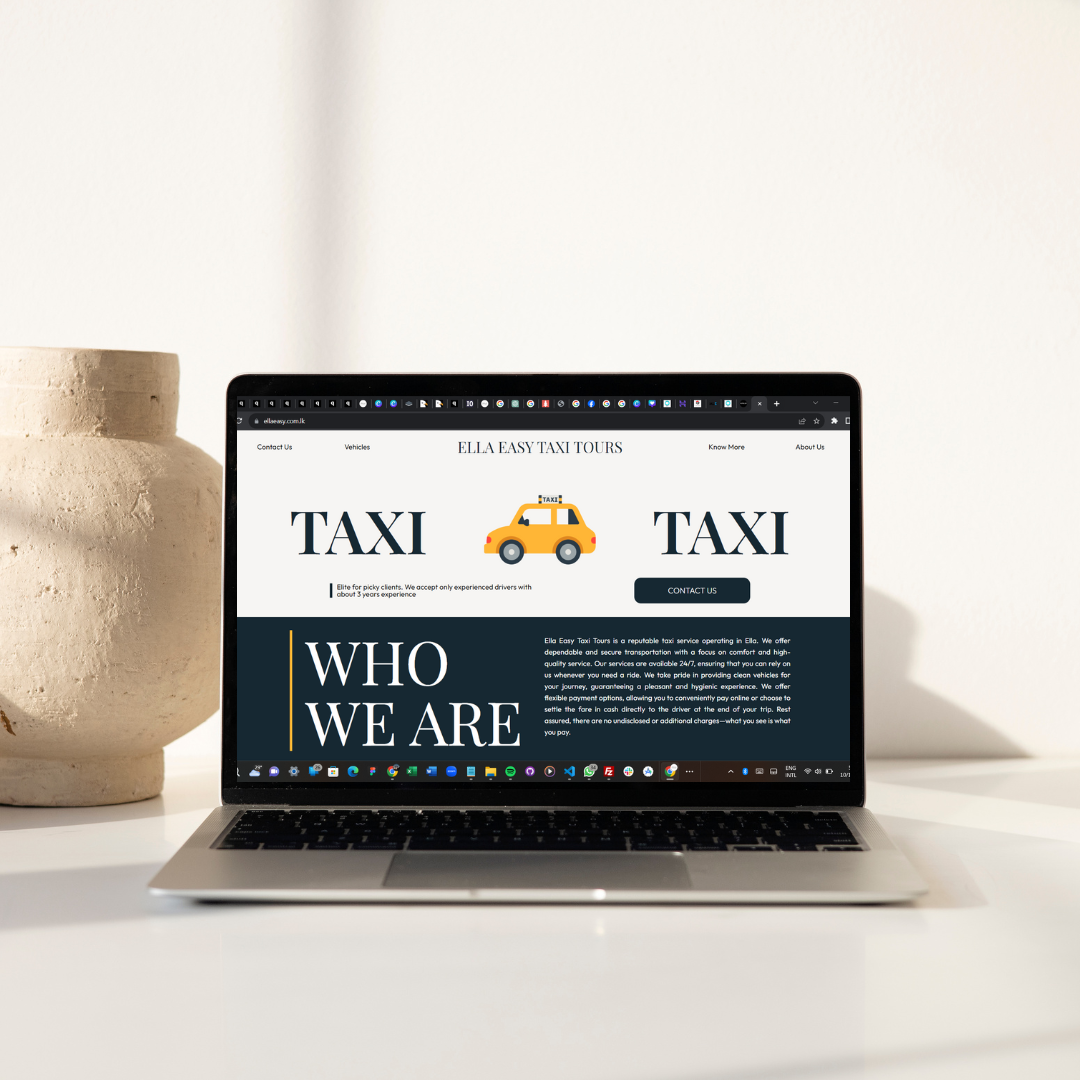 ellaeasy.com.lk
Contact Us
Vehicles
ELLA EASY TAXI TOURS
Know More
About Us
TAXI
TAXI
TAXI
Elite for picky clients. We accept only experienced drivers with
about 3 years experience
CONTACT US
WHO
WE ARE
Ella Easy Taxi Tours is a reputable taxi service operating in Ella. We offer
dependable and secure transportation with a focus on comfort and high-
quality service. Our services are available 24/7, ensuring that you can rely on
us whenever you need a ride. We take pride in providing clean vehicles for
your journey, guaranteeing a pleasant and hygienic experience. We offer
flexible payment options, allowing you to conveniently pay online or choose to
settle the fare in cash directly to the driver at the end of your trip. Rest
assured, there are no undisclosed or additional charges—what you see is what
you pay.
ENG
INTL